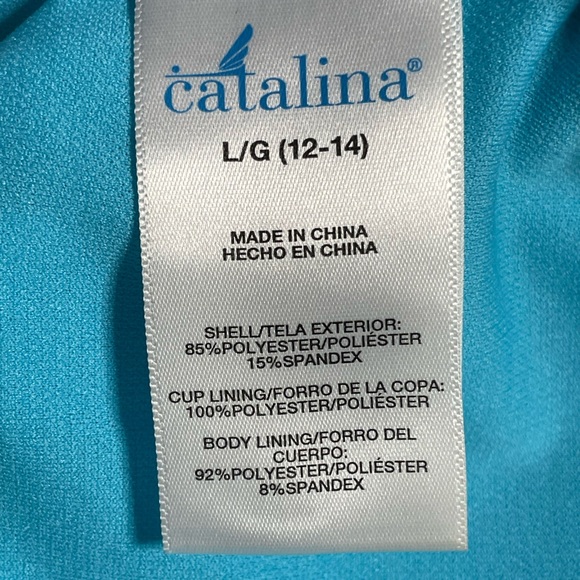 catalina®
L/G (12-14)
MADE IN CHINA
HECHO EN CHINA
SHELL/TELA EXTERIOR:
85%POLYESTER/POLIÉSTER
15%SPANDEX
CUP LINING/FORRO DE LA COPA:
100%POLYESTER/POLIÉSTER
BODY LINING/FORRO DEL
CUERPO:
92%POLYESTER/POLIÉSTER
8%SPANDEX